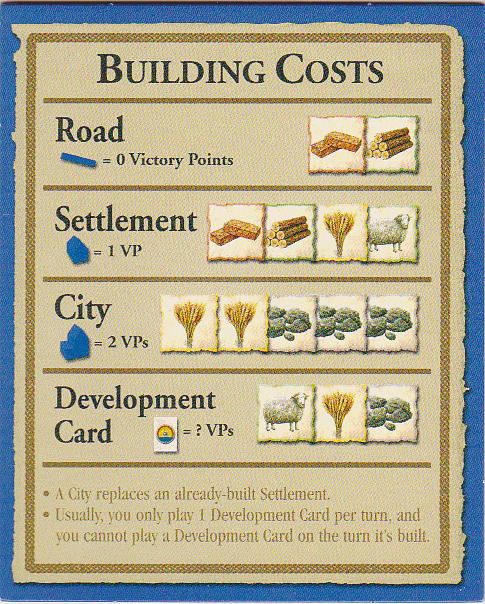 BUILDING COSTS
Road
= 0 Victory Points
Settlement
= 1 VP
City
= 2 VPs
Development
Card
= ? VPs
• A City replaces an already-built Settlement.
• Usually, you only play 1 Development Card per turn, and
you cannot play a Development Card on the turn it's built.